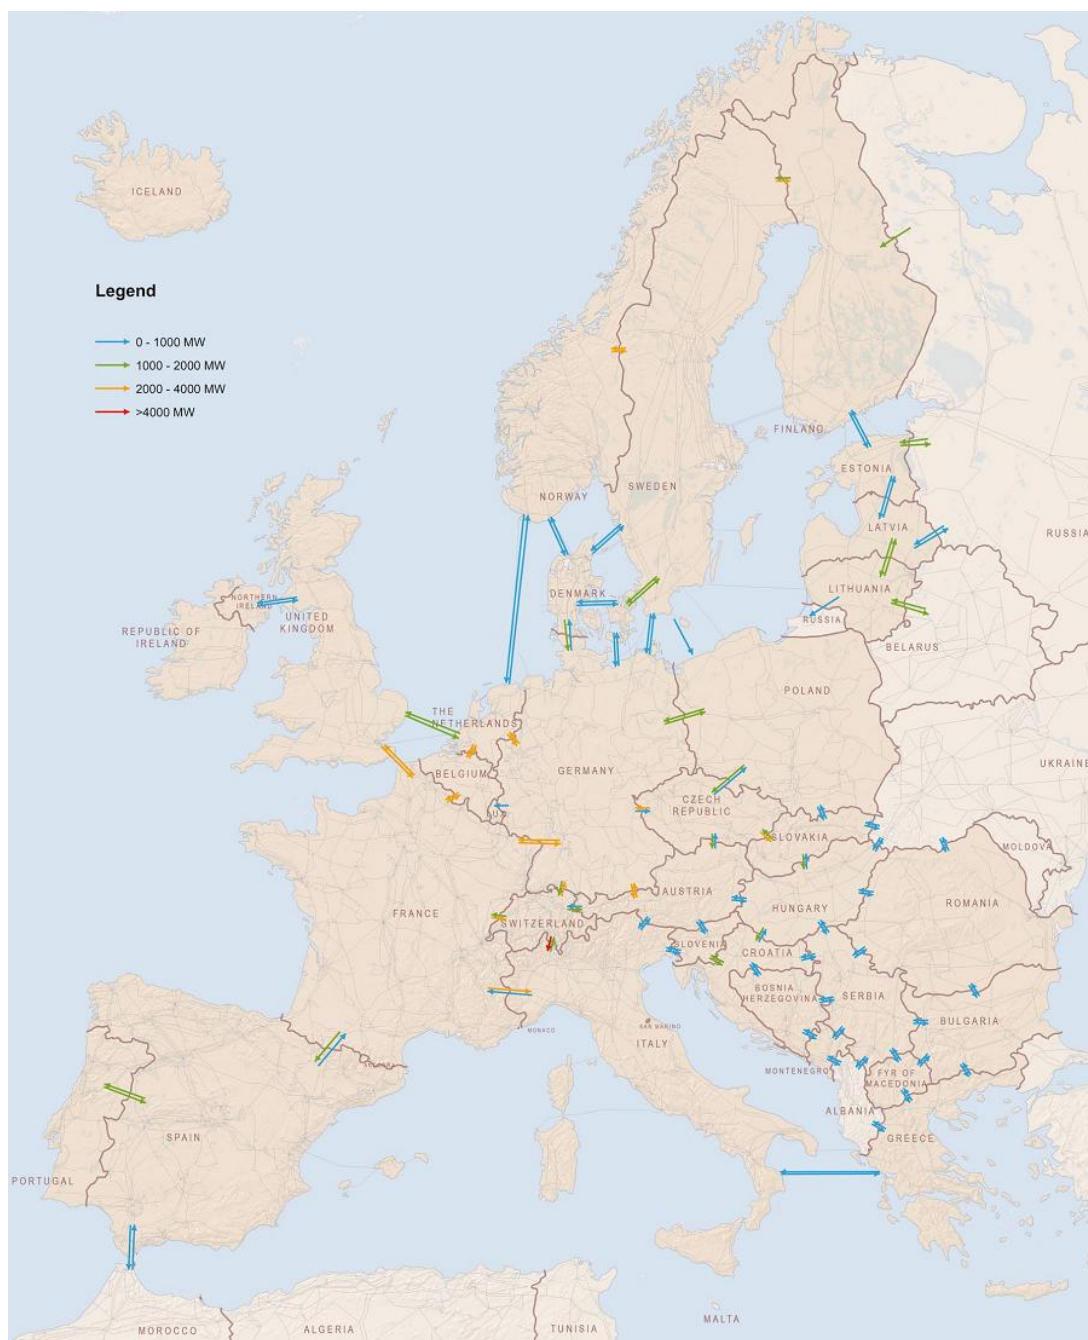 ICELAND
Legend
0 - 1000 MW
1000 - 2000 MW
2000 - 4000 MW
>4000 MW
FINLAND
ESTONIA
SWEDEN
NORWAY
LATVIA
RUSSIA
DENMARK
LITHUANIA
NORTHERN
IRELAND
UNITED
KINGDOM
REPUBLIC OF
IRELAND
RUSSIA
BELARUS
POLAND
THE
NETHERLANDS
UKRAINE
GERMANY
BELGIUM
CZECH
REPUBLIC
LUX
SLOVAKIA
MOLDOVA
AUSTRIA
ROMANIA
HUNGARY
FRANCE
SWITZERLAND
SLOVENIA
CROATIA
BOSNIA
HERZEGOVINA
SERBIA
BULGARIA
SAN MARINO
MONACO
ITALY
MONTENEGRO
FYR OF
MACEDONIA
ALBANIA
GREECE
SPAIN
PORTUGAL
MALTA
MOROCCO
ALGERIA
TUNISIA